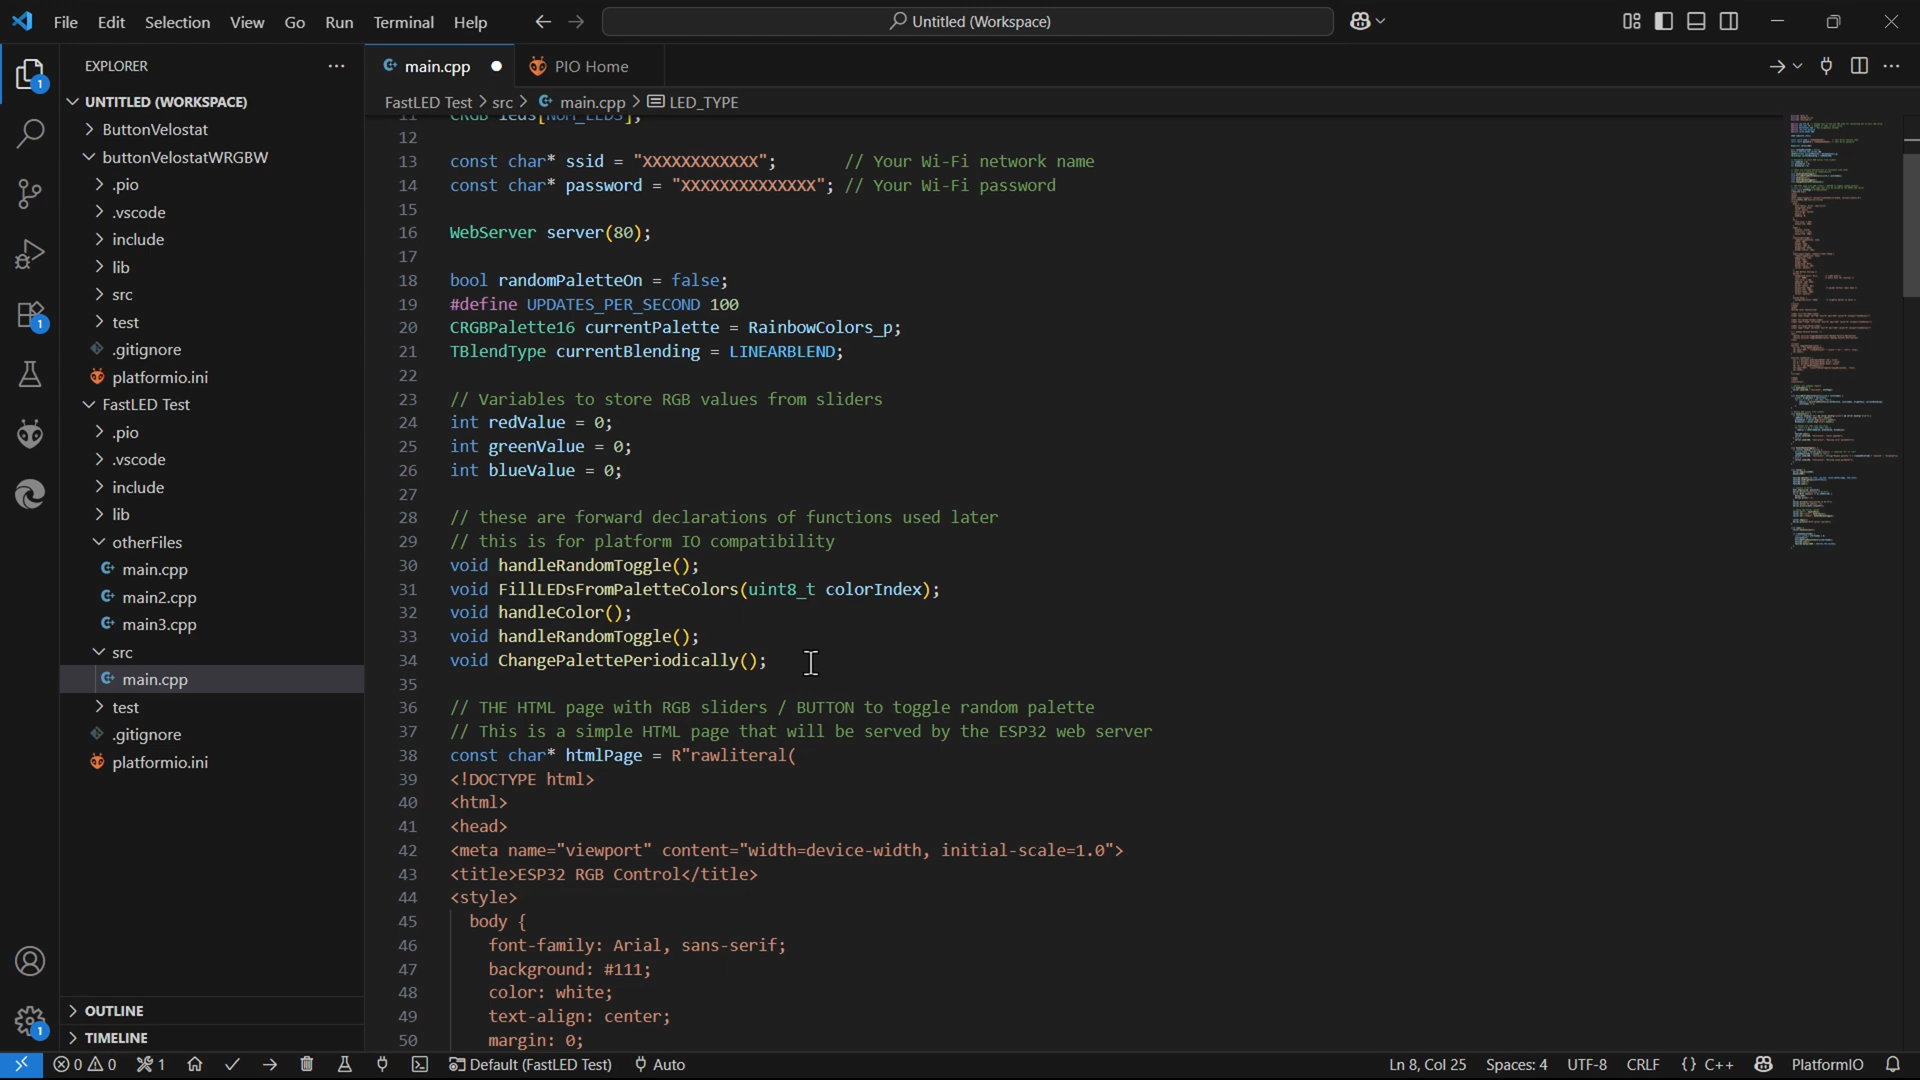 File Edit Selection View Go Run Terminal Help Untitled (Workspace)
EXPLORER
main.cpp PIO Home
UNTITLED (WORKSPACE)
FastLED Test > src > main.cpp > LED_TYPE
ButtonVelostat
buttonVelostatWRGBW
.pio
.vscode
include
lib
src
test
.gitignore
platformio.ini
FastLED Test
.pio
.vscode
include
lib
otherFiles
main.cpp
main2.cpp
main3.cpp
src
main.cpp
test
.gitignore
platformio.ini
OUTLINE
TIMELINE
11 CRGB leds[NUM_LEDS];
12
13 const char* ssid = "XXXXXXXXXXXX"; // Your Wi-Fi network name
14 const char* password = "XXXXXXXXXXXXXX"; // Your Wi-Fi password
15
16 WebServer server(80);
17
18 bool randomPaletteOn = false;
19 #define UPDATES_PER_SECOND 100
20 CRGBPalette16 currentPalette = RainbowColors_p;
21 TBlendType currentBlending = LINEARBLEND;
22
23 // Variables to store RGB values from sliders
24 int redValue = 0;
25 int greenValue = 0;
26 int blueValue = 0;
27
28 // these are forward declarations of functions used later
29 // this is for platform IO compatibility
30 void handleRandomToggle();
31 void FillLEDsFromPaletteColors(uint8_t colorIndex);
32 void handleColor();
33 void handleRandomToggle();
34 void ChangePalettePeriodically();
35
36 // THE HTML page with RGB sliders / BUTTON to toggle random palette
37 // This is a simple HTML page that will be served by the ESP32 web server
38 const char* htmlPage = R"rawliteral(
39 <!DOCTYPE html>
40 <html>
41 <head>
42 <meta name="viewport" content="width=device-width, initial-scale=1.0">
43 <title>ESP32 RGB Control</title>
44 <style>
45 body {
46 font-family: Arial, sans-serif;
47 background: #111;
48 color: white;
49 text-align: center;
50 margin: 0;
0 0 1 Default (FastLED Test) Auto Ln 8, Col 25 Spaces: 4 UTF-8 CRLF {} C++ PlatformIO